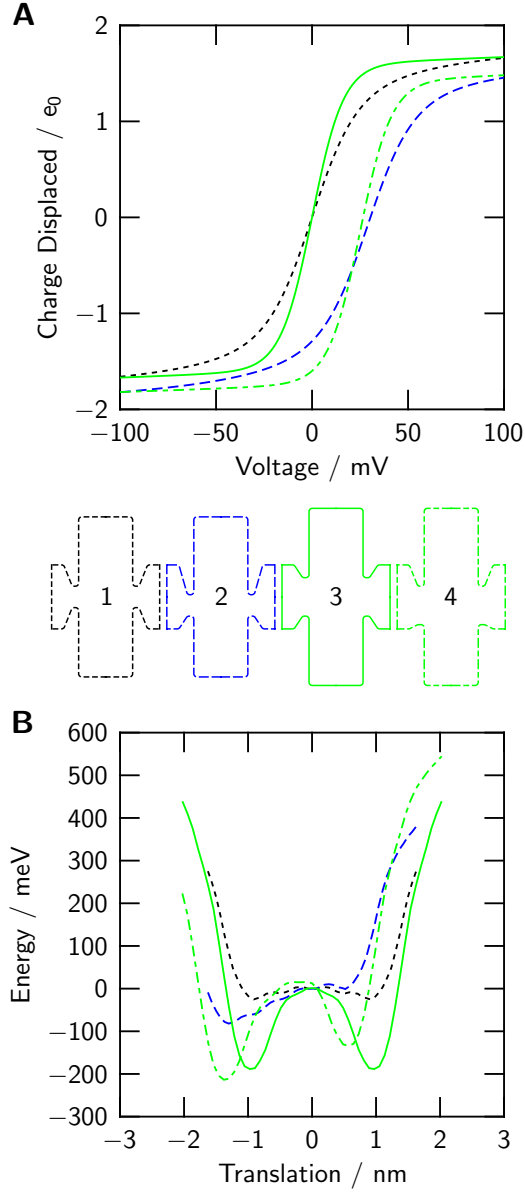 A
2
1
0
−1
−2
Charge Displaced / e₀
−100 −50 0 50 100
Voltage / mV
1 2 3 4
B
600
500
400
300
200
100
0
−100
−200
−300
Energy / meV
−3 −2 −1 0 1 2 3
Translation / nm